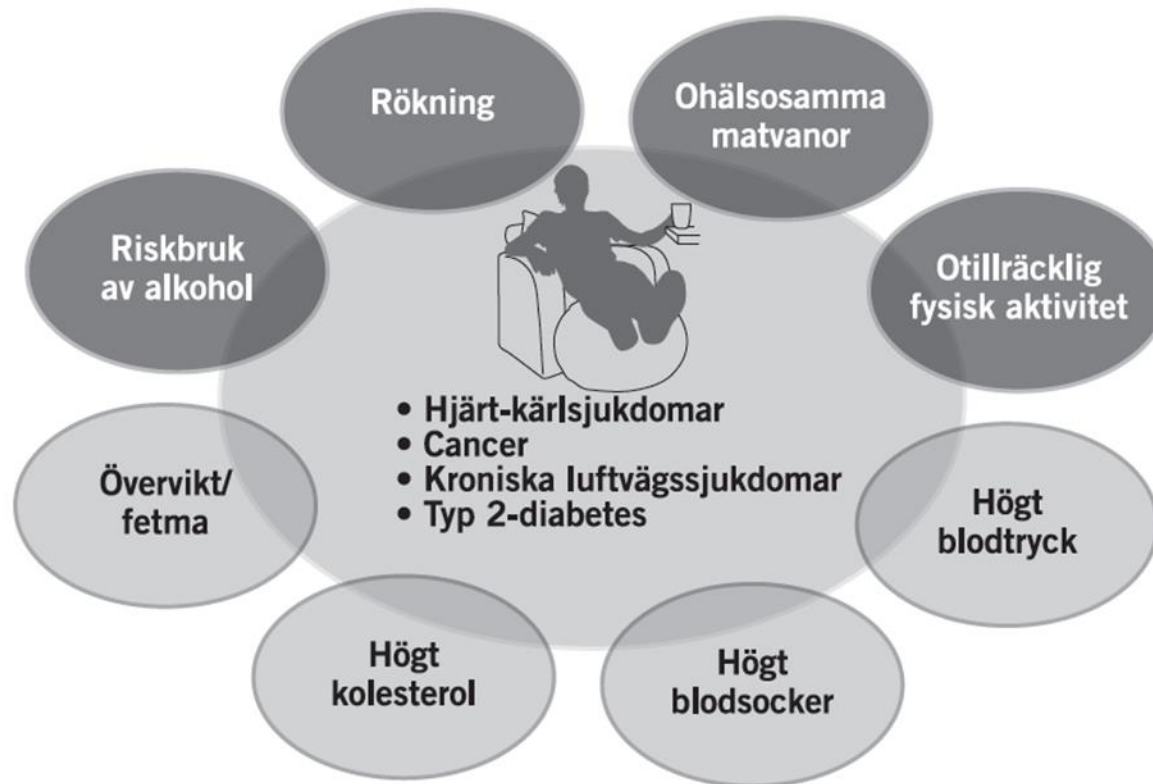 Rökning
Ohälsosamma
matvanor
Riskbruk
av alkohol
Otillräcklig
fysisk aktivitet
• Hjärt-kärlsjukdomar
• Cancer
• Kroniska luftvägssjukdomar
• Typ 2-diabetes
Övervikt/
fetma
Högt
blodtryck
Högt
kolesterol
Högt
blodsocker